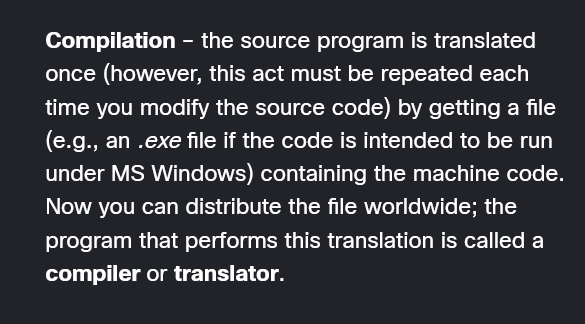 Compilation – the source program is translated
once (however, this act must be repeated each
time you modify the source code) by getting a file
(e.g., an .exe file if the code is intended to be run
under MS Windows) containing the machine code.
Now you can distribute the file worldwide; the
program that performs this translation is called a
compiler or translator.